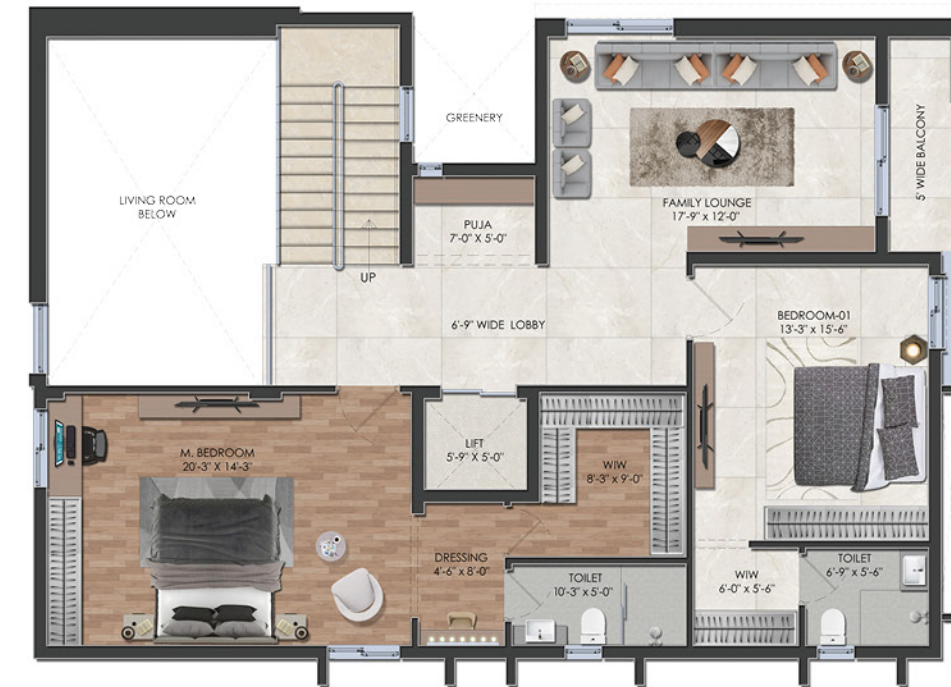 GREENERY
5' WIDE BALCONY
LIVING ROOM
BELOW
FAMILY LOUNGE
17'-9" X 12'-0"
PUJA
7'-0" X 5'-0"
UP
6'-9" WIDE LOBBY
BEDROOM-01
13'-3" X 15'-6"
M. BEDROOM
20'-3" X 14'-3"
LIFT
5'-9" X 5'-0"
WIW
8'-3" X 9'-0"
DRESSING
4'-6" X 8'-0"
TOILET
10'-3" X 5'-0"
WIW
6'-0" X 5'-6"
TOILET
6'-9" X 5'-6"